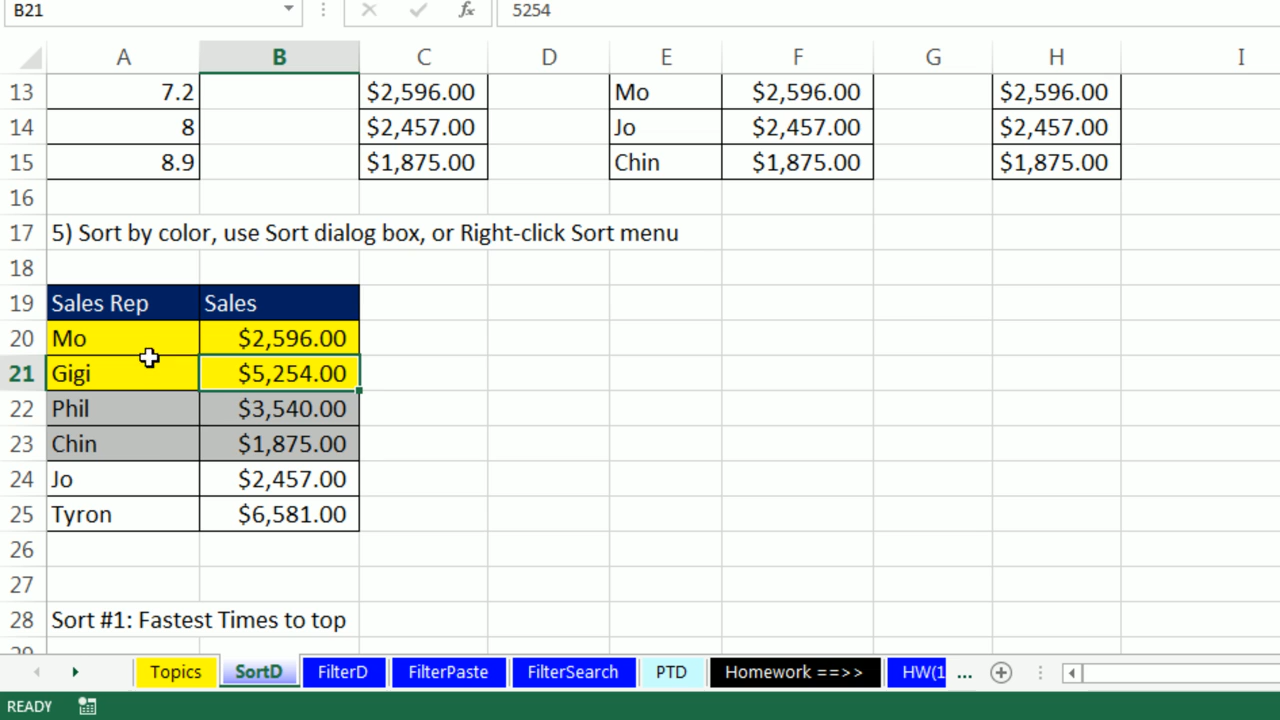 B21 fx 5254
A B C D E F G H I
13 7.2 $2,596.00 Mo $2,596.00 $2,596.00
14 8 $2,457.00 Jo $2,457.00 $2,457.00
15 8.9 $1,875.00 Chin $1,875.00 $1,875.00
16
17 5) Sort by color, use Sort dialog box, or Right-click Sort menu
18
19 Sales Rep Sales
20 Mo $2,596.00
21 Gigi $5,254.00
22 Phil $3,540.00
23 Chin $1,875.00
24 Jo $2,457.00
25 Tyron $6,581.00
26
27
28 Sort #1: Fastest Times to top
Topics SortD FilterD FilterPaste FilterSearch PTD Homework ==>> HW(1 ...
READY